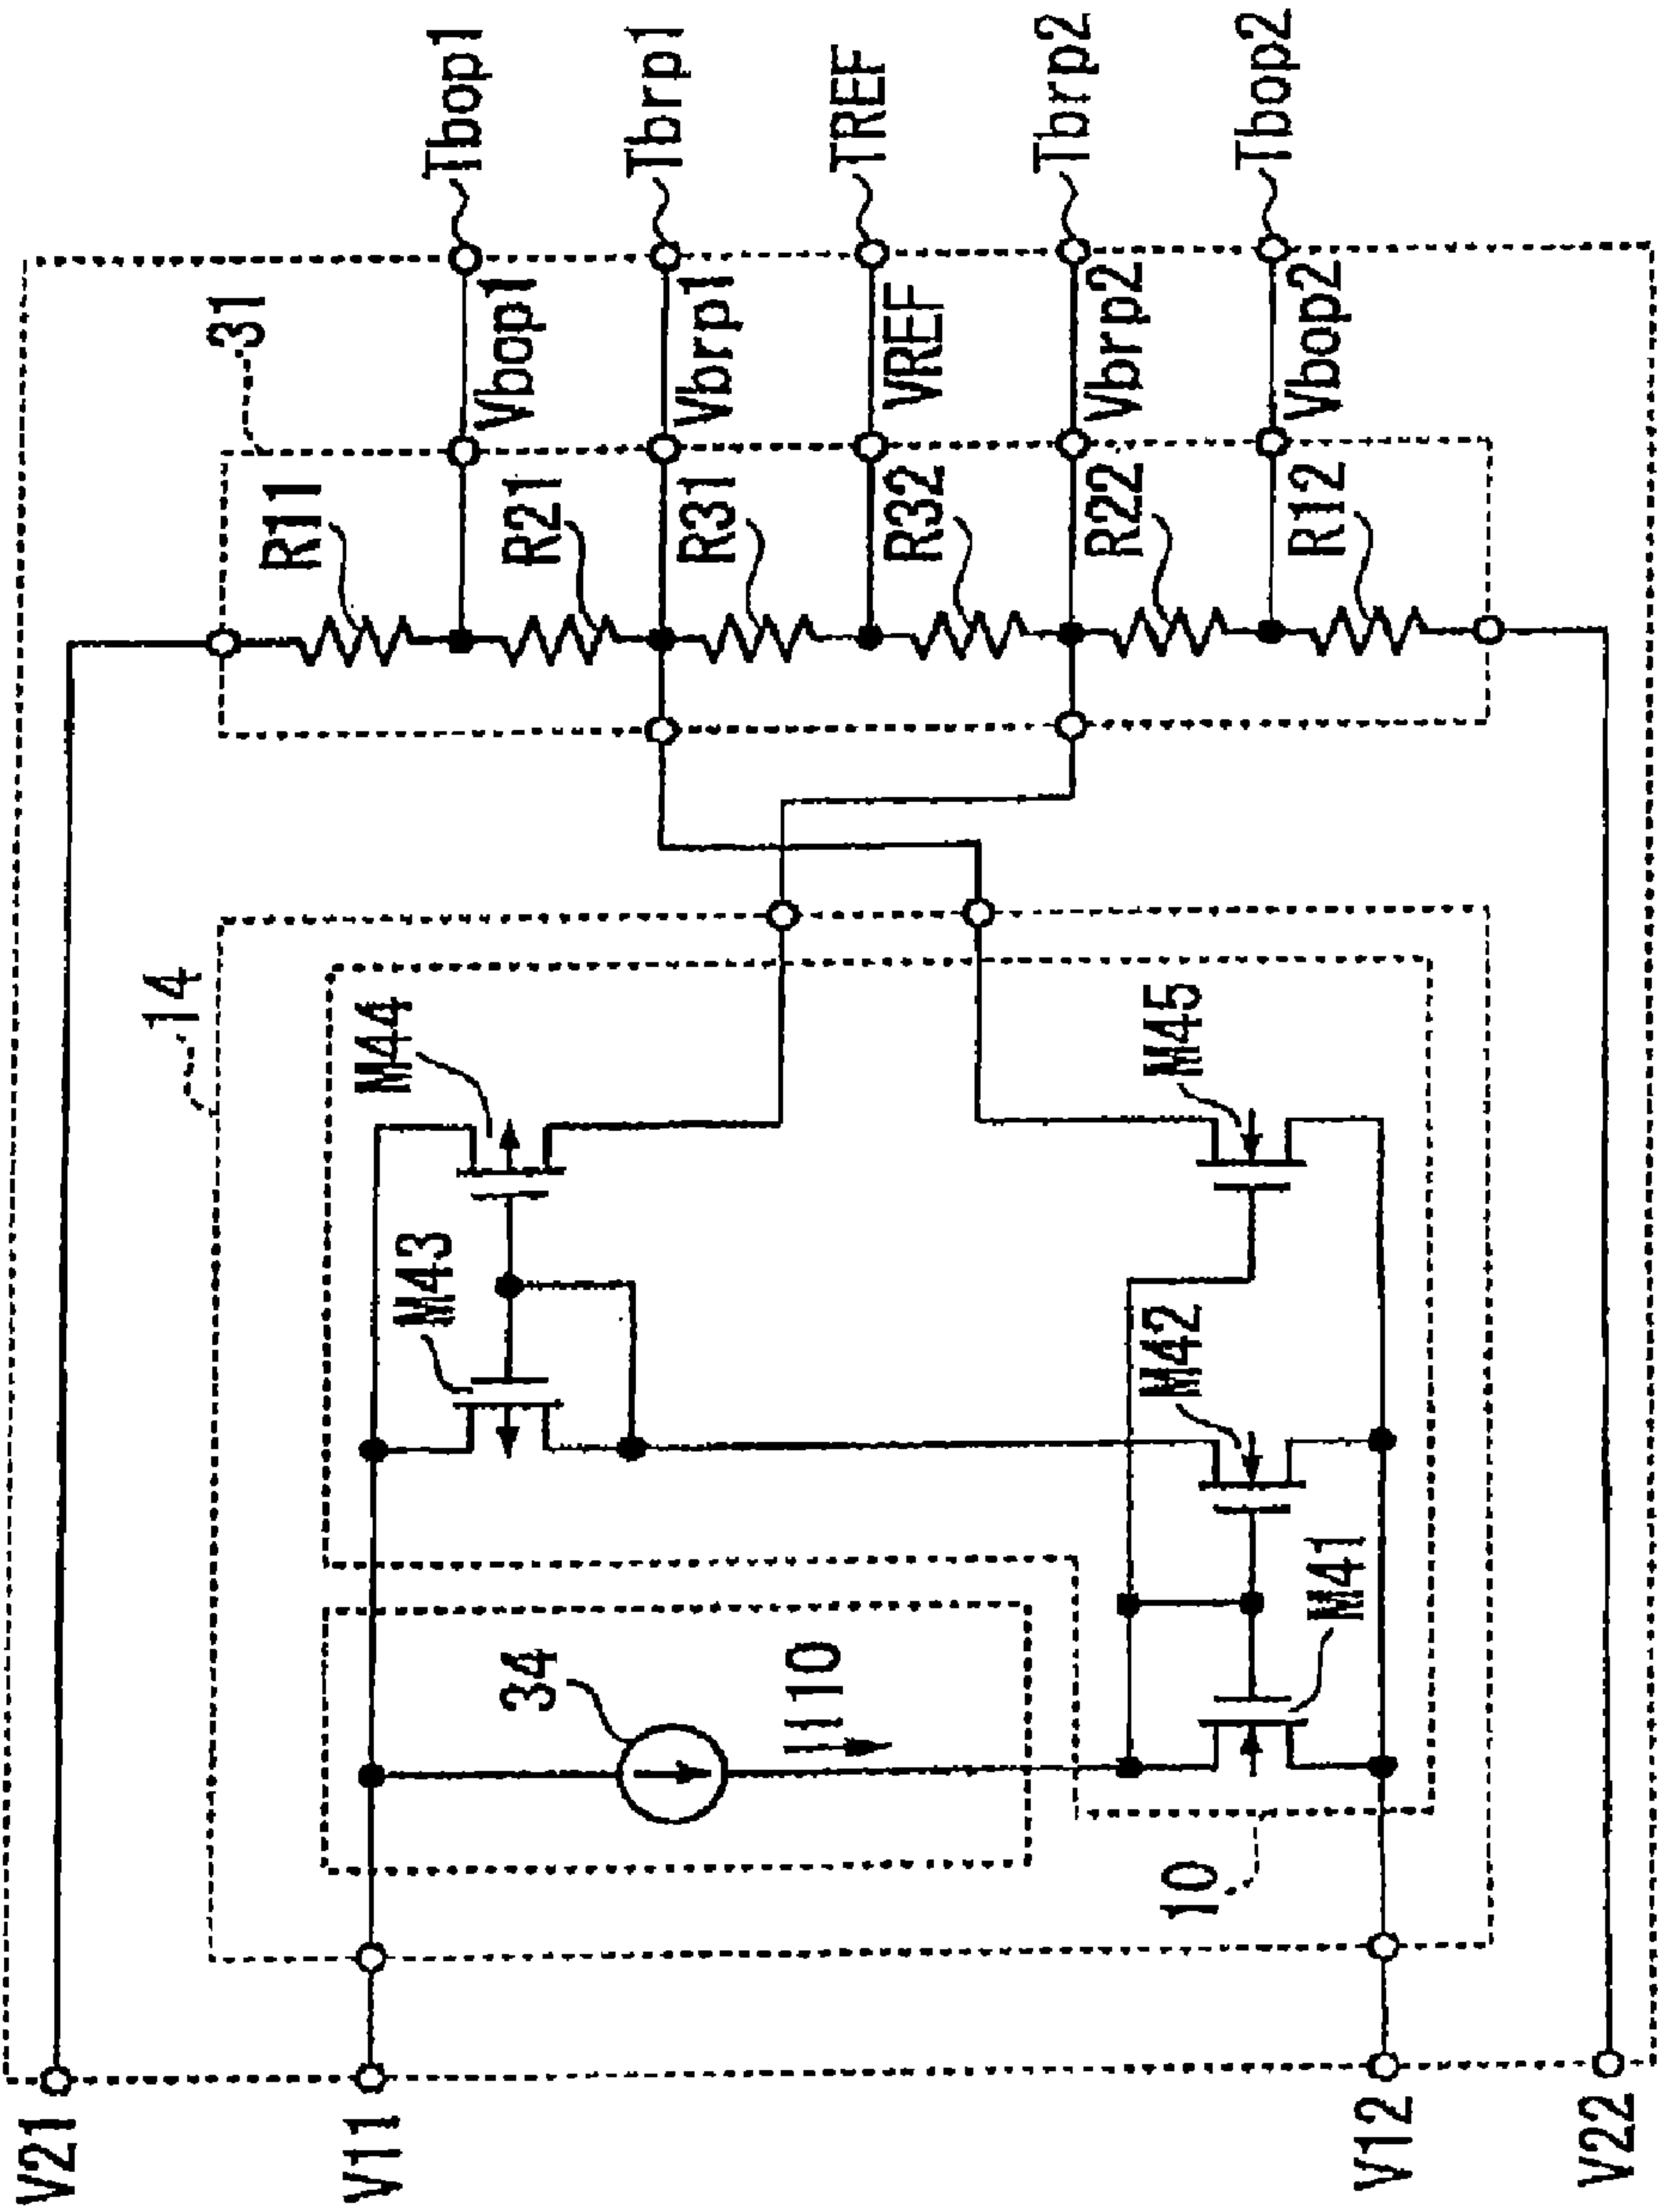 V21
V11
V12
V22
14
10
34
I110
M41
M42
M43
M44
M45
31
R11
R21
R31
R32
R22
R12
Vbop1
Vbrp1
VREF
Vbrp2
Vbop2
Tbop1
Tbrp1
TREF
Tbrp2
Tbop2